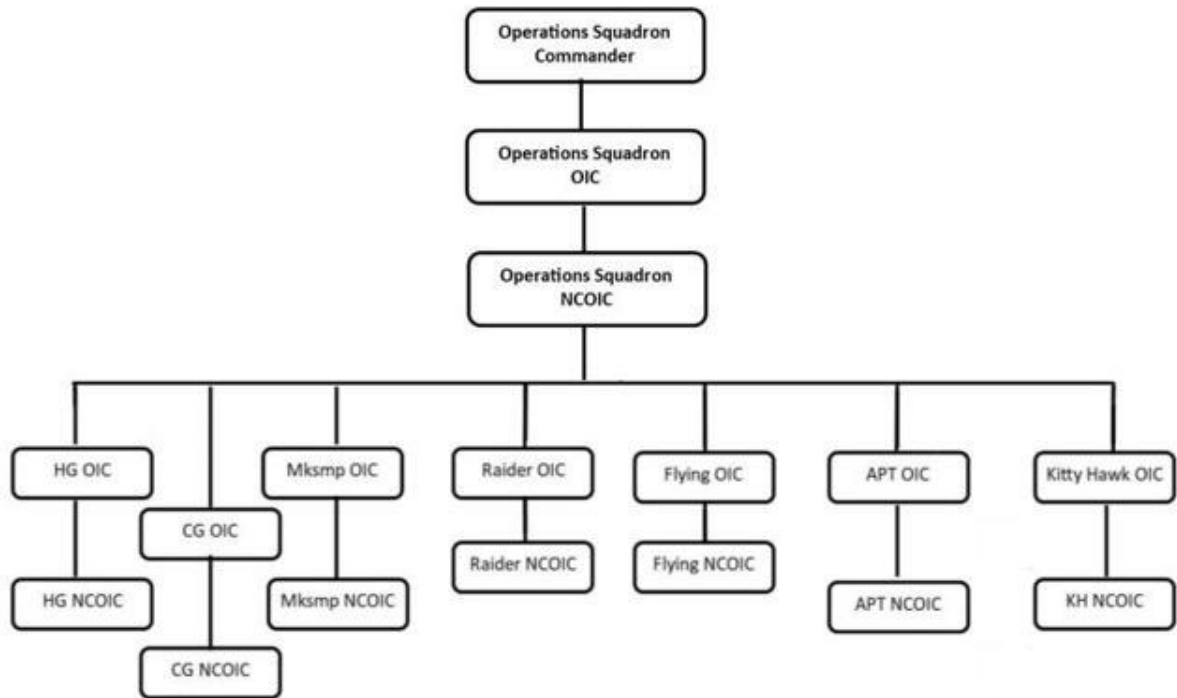 Operations Squadron
Commander
Operations Squadron
OIC
Operations Squadron
NCOIC
HG OIC
Mksmp OIC
Raider OIC
Flying OIC
APT OIC
Kitty Hawk OIC
CG OIC
Raider NCOIC
Flying NCOIC
HG NCOIC
Mksmp NCOIC
APT NCOIC
KH NCOIC
CG NCOIC